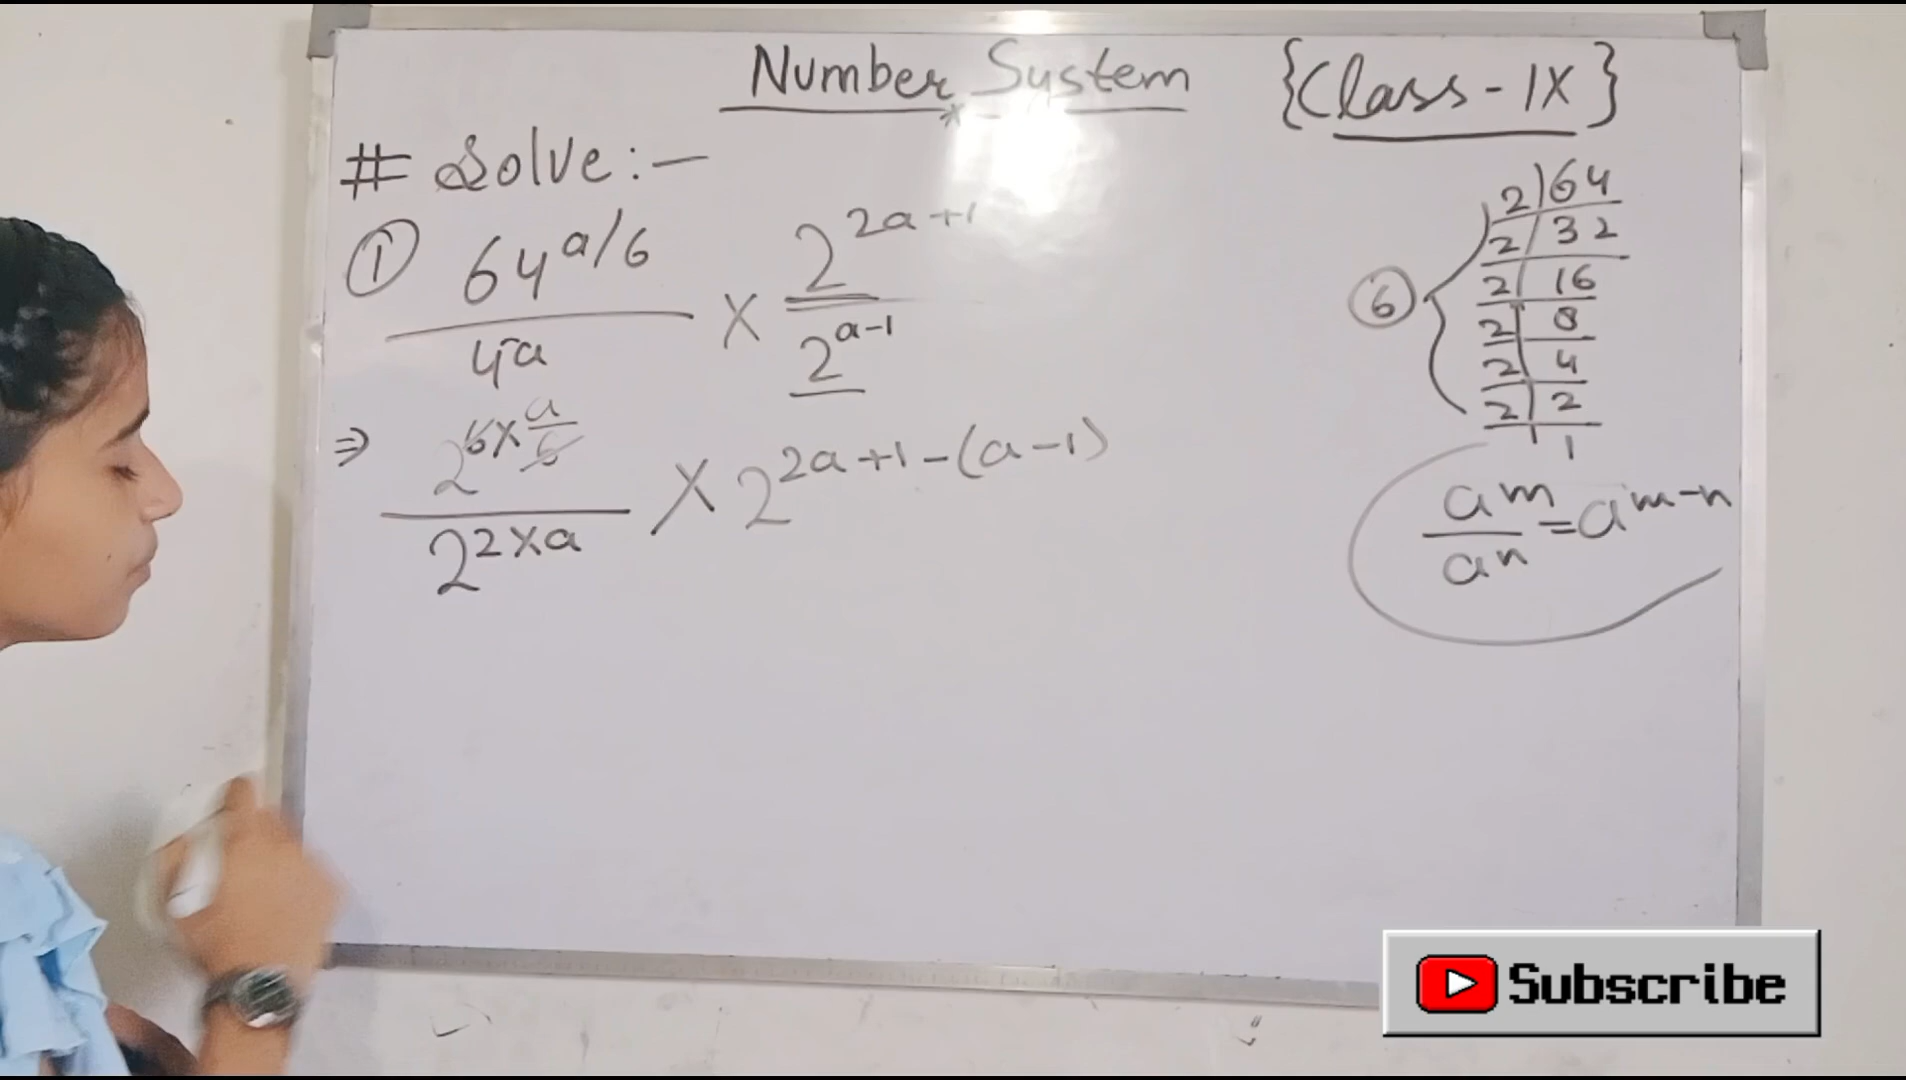 Number System {Class-IX}
# Solve:-
① 64^a/6 / 4^a × 2^2a+1 / 2^a-1
⇒ 2^6×a/6 / 2^2×a × 2^2a+1-(a-1)
2|64
2|32
2|16
2|8
2|4
2|2
|1
⑥
a^m/a^n=a^m-n
Subscribe